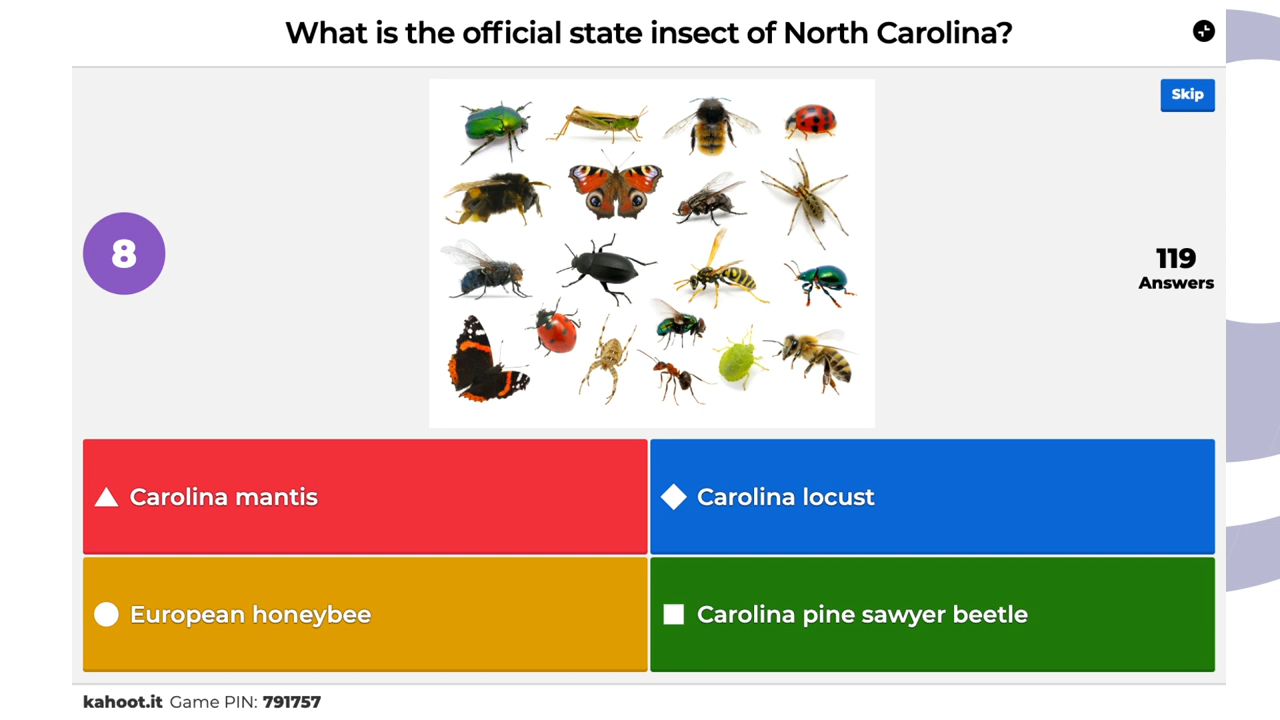 What is the official state insect of North Carolina?
Skip
8
119
Answers
Carolina mantis
Carolina locust
European honeybee
Carolina pine sawyer beetle
kahoot.it Game PIN: 791757